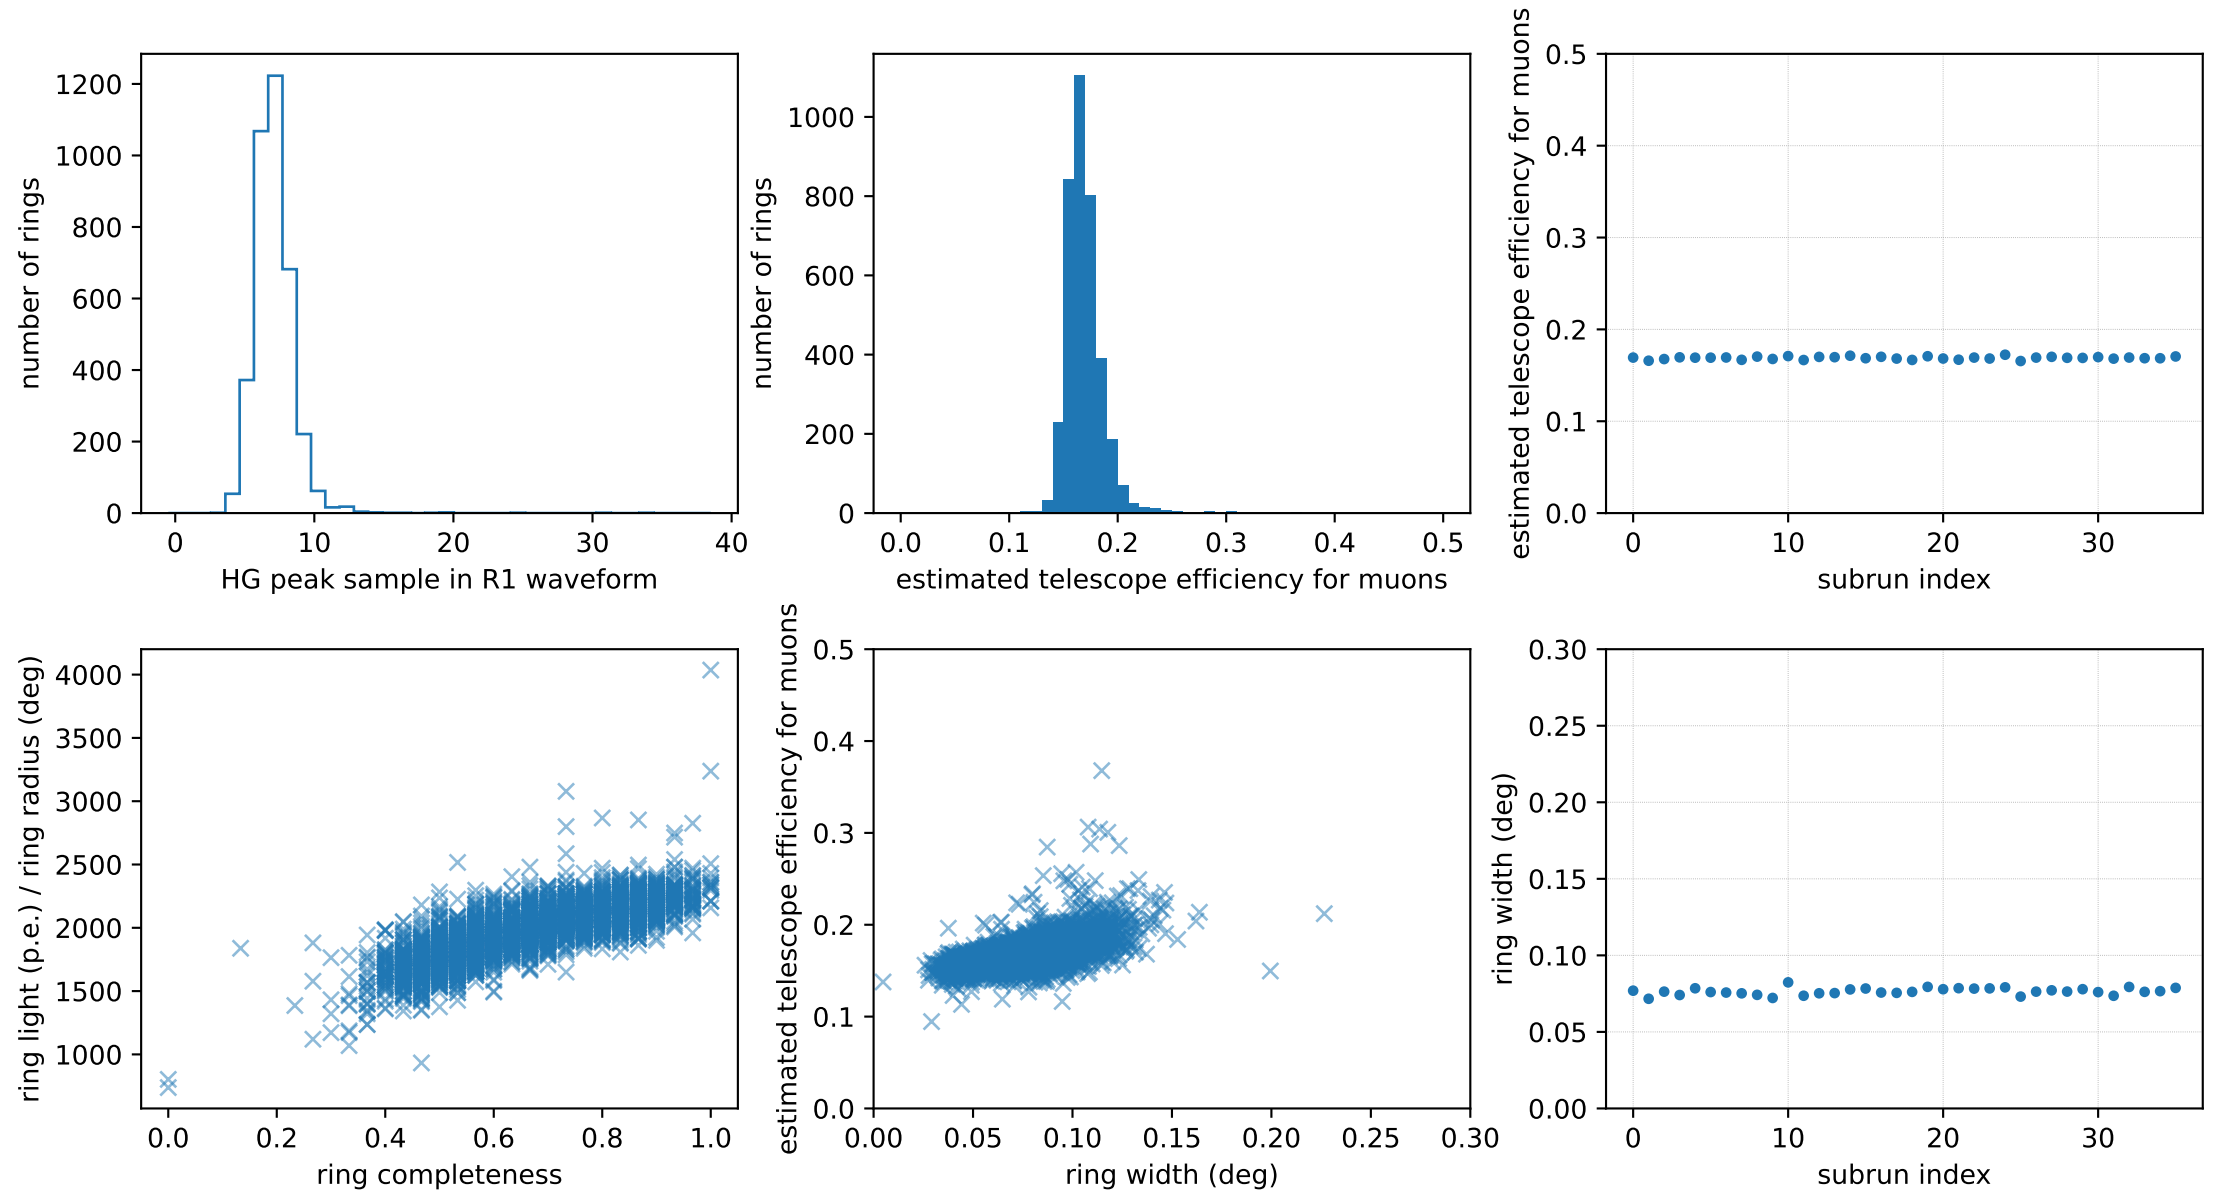 number of rings
1200
1000
800
600
400
200
0
0 10 20 30 40
HG peak sample in R1 waveform
number of rings
1000
800
600
400
200
0
0.0 0.1 0.2 0.3 0.4 0.5
estimated telescope efficiency for muons
estimated telescope efficiency for muons
0.5
0.4
0.3
0.2
0.1
0.0
0 10 20 30
subrun index
ring light (p.e.) / ring radius (deg)
4000
3500
3000
2500
2000
1500
1000
0.0 0.2 0.4 0.6 0.8 1.0
ring completeness
estimated telescope efficiency for muons
0.5
0.4
0.3
0.2
0.1
0.0
0.00 0.05 0.10 0.15 0.20 0.25 0.30
ring width (deg)
ring width (deg)
0.30
0.25
0.20
0.15
0.10
0.05
0.00
0 10 20 30
subrun index